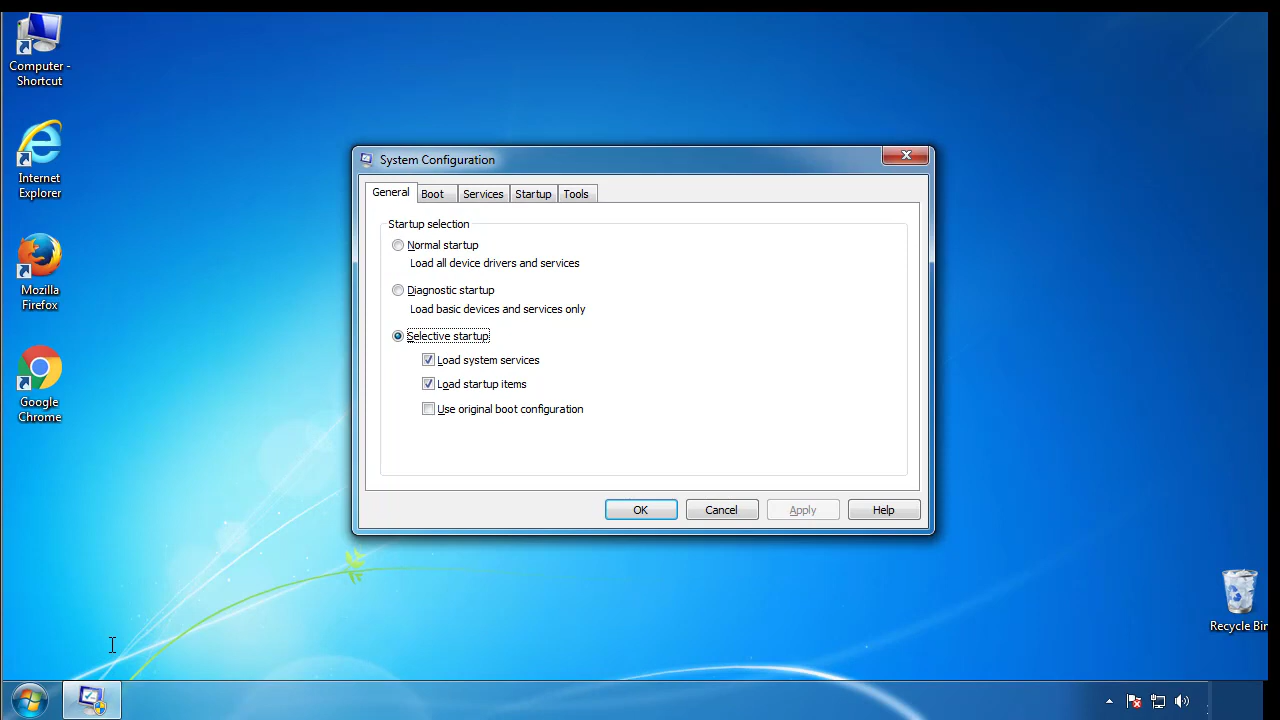 Computer -
Shortcut
Internet
Explorer
Mozilla
Firefox
Google
Chrome
System Configuration
General
Boot
Services
Startup
Tools
Startup selection
Normal startup
Load all device drivers and services
Diagnostic startup
Load basic devices and services only
Selective startup
Load system services
Load startup items
Use original boot configuration
OK
Cancel
Apply
Help
Recycle Bin